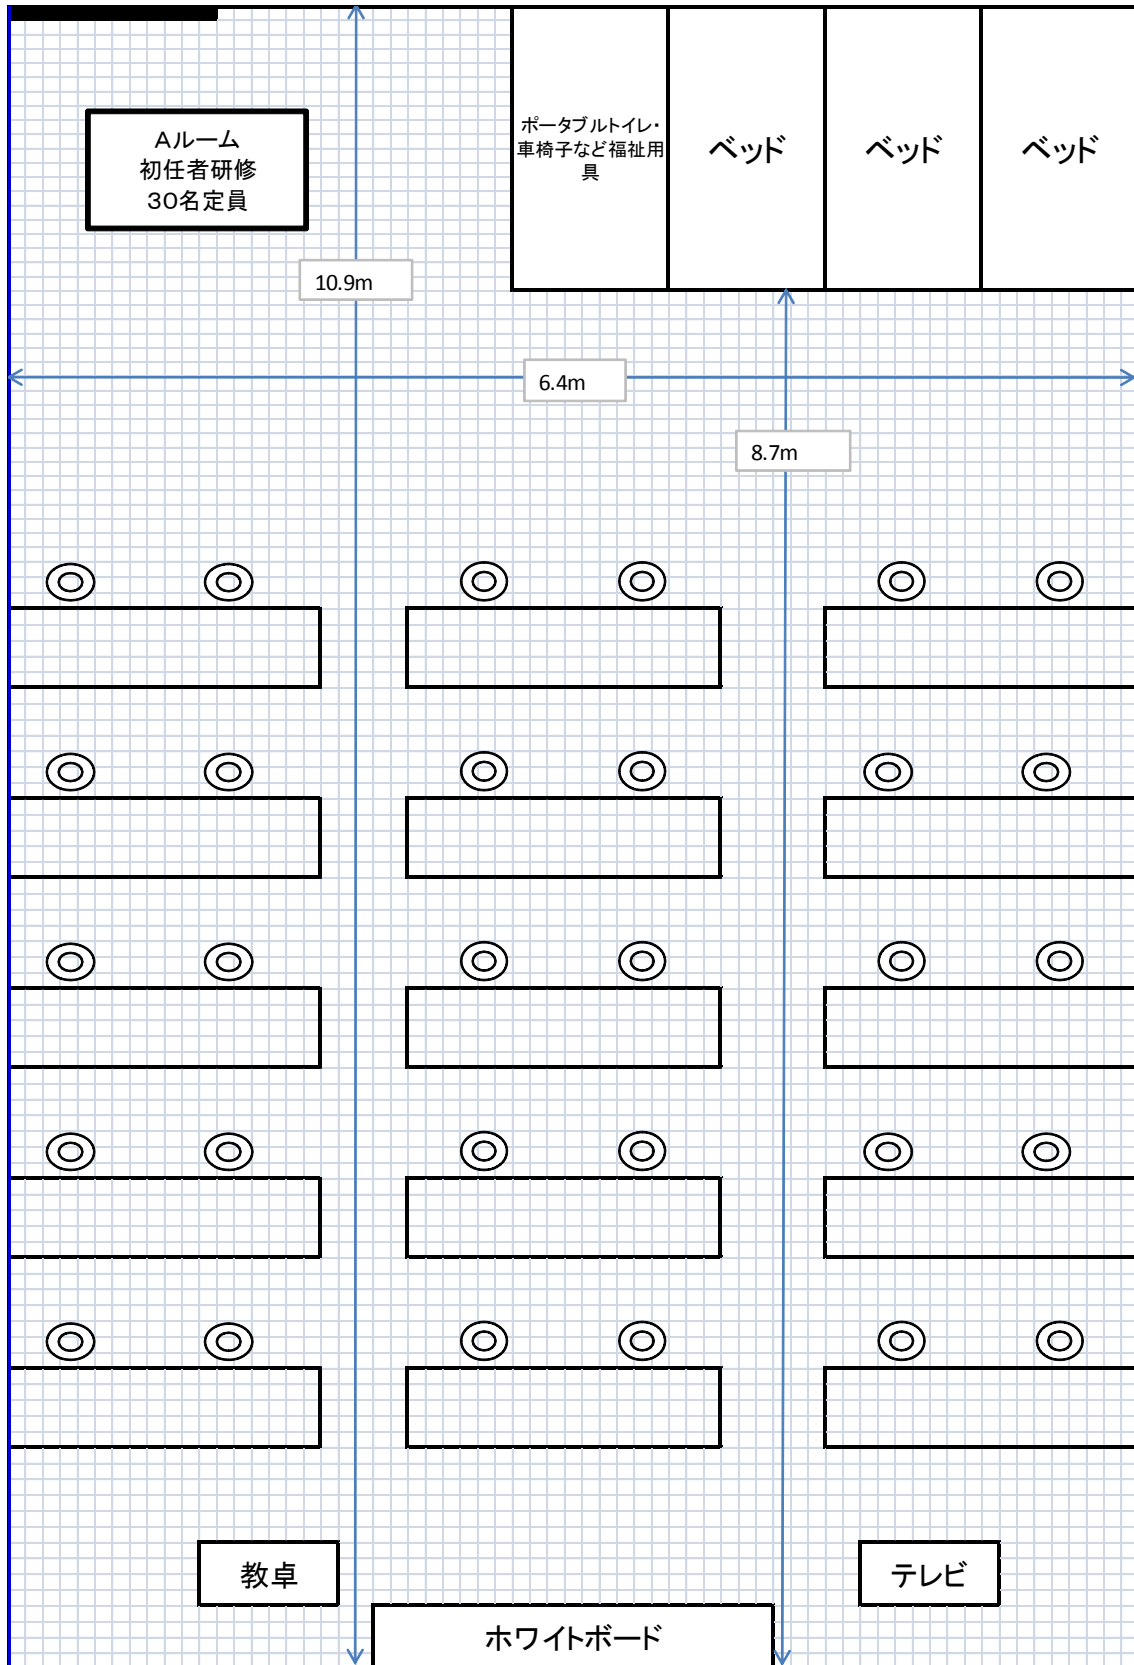 Aルーム
初任者研修
30名定員
ポータブルトイレ・
車椅子など福祉用
具
ベッド
ベッド
ベッド
10.9m
6.4m
8.7m
教卓
テレビ
ホワイトボード